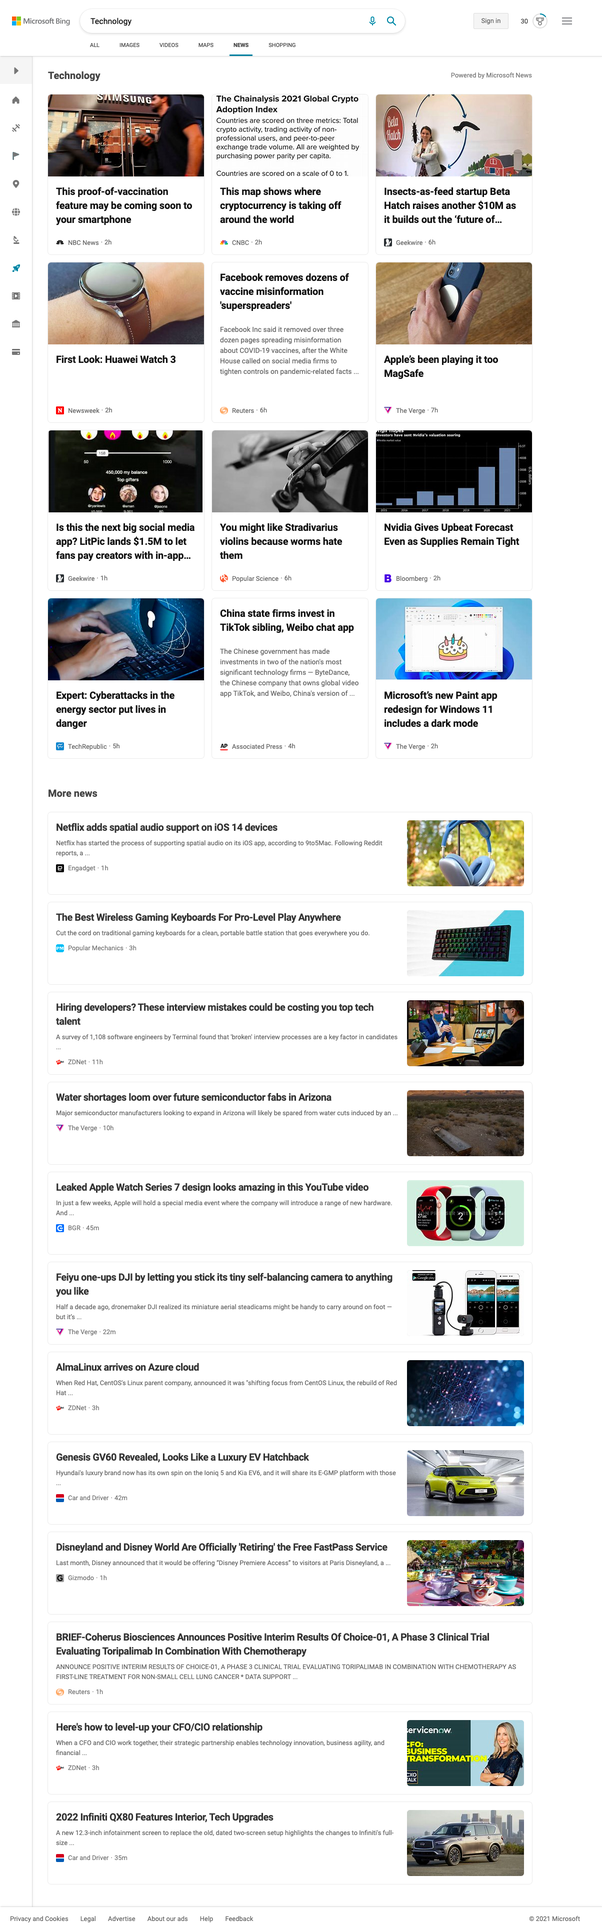 Microsoft Bing
Technology
Sign in
30
ALL
IMAGES
VIDEOS
MAPS
NEWS
SHOPPING
Technology
Powered by Microsoft News
SAMSUNG
This proof-of-vaccination
feature may be coming soon to
your smartphone
NBC News · 2h
The Chainalysis 2021 Global Crypto
Adoption Index
Countries are scored on three metrics: Total
crypto activity, trading activity of non-
professional users, and peer-to-peer
exchange trade volume. All are weighted by
purchasing power parity per capita.
Countries are scored on a scale of 0 to 1.
This map shows where
cryptocurrency is taking off
around the world
CNBC · 2h
Beta
Hatch
Insects-as-feed startup Beta
Hatch raises another $10M as
it builds out the ‘future of...
Geekwire · 6h
First Look: Huawei Watch 3
Newsweek · 2h
Facebook removes dozens of
vaccine misinformation
'superspreaders'
Facebook Inc said it removed over three
dozen pages spreading misinformation
about COVID-19 vaccines, after the White
House called on social media firms to
tighten controls on pandemic-related facts ...
Reuters · 6h
Apple’s been playing it too
MagSafe
The Verge · 7h
450,000 my balance
Top gifters
Is this the next big social media
app? LitPic lands $1.5M to let
fans pay creators with in-app...
Geekwire · 1h
You might like Stradivarius
violins because worms hate
them
Popular Science · 6h
Investors have sent Nvidia's valuation soaring
Nvidia Gives Upbeat Forecast
Even as Supplies Remain Tight
Bloomberg · 2h
Expert: Cyberattacks in the
energy sector put lives in
danger
TechRepublic · 5h
China state firms invest in
TikTok sibling, Weibo chat app
The Chinese government has made
investments in two of the nation's most
significant technology firms — ByteDance,
the Chinese company that owns global video
app TikTok, and Weibo, China's version of ...
AP
Associated Press · 4h
Microsoft’s new Paint app
redesign for Windows 11
includes a dark mode
The Verge · 2h
More news
Netflix adds spatial audio support on iOS 14 devices
Netflix has started the process of supporting spatial audio on its iOS app, according to 9to5Mac. Following Reddit
reports, a ...
Engadget · 1h
The Best Wireless Gaming Keyboards For Pro-Level Play Anywhere
Cut the cord on traditional gaming keyboards for a clean, portable battle station that goes everywhere you do.
Popular Mechanics · 3h
Hiring developers? These interview mistakes could be costing you top tech
talent
A survey of 1,108 software engineers by Terminal found that 'broken' interview processes are a key factor in candidates
...
ZDNet · 11h
Water shortages loom over future semiconductor fabs in Arizona
Major semiconductor manufacturers looking to expand in Arizona will likely be spared from water cuts induced by an ...
The Verge · 10h
Leaked Apple Watch Series 7 design looks amazing in this YouTube video
In just a few weeks, Apple will hold a special media event where the company will introduce a range of new hardware.
And ...
BGR · 45m
Feiyu one-ups DJI by letting you stick its tiny self-balancing camera to anything
you like
Half a decade ago, dronemaker DJI realized its miniature aerial steadicams might be handy to carry around on foot —
but it's ...
The Verge · 22m
AlmaLinux arrives on Azure cloud
When Red Hat, CentOS's Linux parent company, announced it was "shifting focus from CentOS Linux, the rebuild of Red
Hat ...
ZDNet · 3h
Genesis GV60 Revealed, Looks Like a Luxury EV Hatchback
Hyundai's luxury brand now has its own spin on the Ioniq 5 and Kia EV6, and it will share its E-GMP platform with those
...
Car and Driver · 42m
Disneyland and Disney World Are Officially 'Retiring' the Free FastPass Service
Last month, Disney announced that it would be offering “Disney Premiere Access” to visitors at Paris Disneyland, a ...
Gizmodo · 1h
BRIEF-Coherus Biosciences Announces Positive Interim Results Of Choice-01, A Phase 3 Clinical Trial
Evaluating Toripalimab In Combination With Chemotherapy
ANNOUNCE POSITIVE INTERIM RESULTS OF CHOICE-01, A PHASE 3 CLINICAL TRIAL EVALUATING TORIPALIMAB IN COMBINATION WITH CHEMOTHERAPY AS
FIRST-LINE TREATMENT FOR NON-SMALL CELL LUNG CANCER * DATA SUPPORT ...
Reuters · 1h
Here's how to level-up your CFO/CIO relationship
When a CFO and CIO work together, their strategic partnership enables technology innovation, business agility, and
financial ...
ZDNet · 3h
servicenow.
CFO:
BUSINESS
TRANSFORMATION
CXO
TALK
2022 Infiniti QX80 Features Interior, Tech Upgrades
A new 12.3-inch infotainment screen to replace the old, dated two-screen setup highlights the changes to Infiniti's full-
size ...
Car and Driver · 35m
Privacy and Cookies
Legal
Advertise
About our ads
Help
Feedback
© 2021 Microsoft